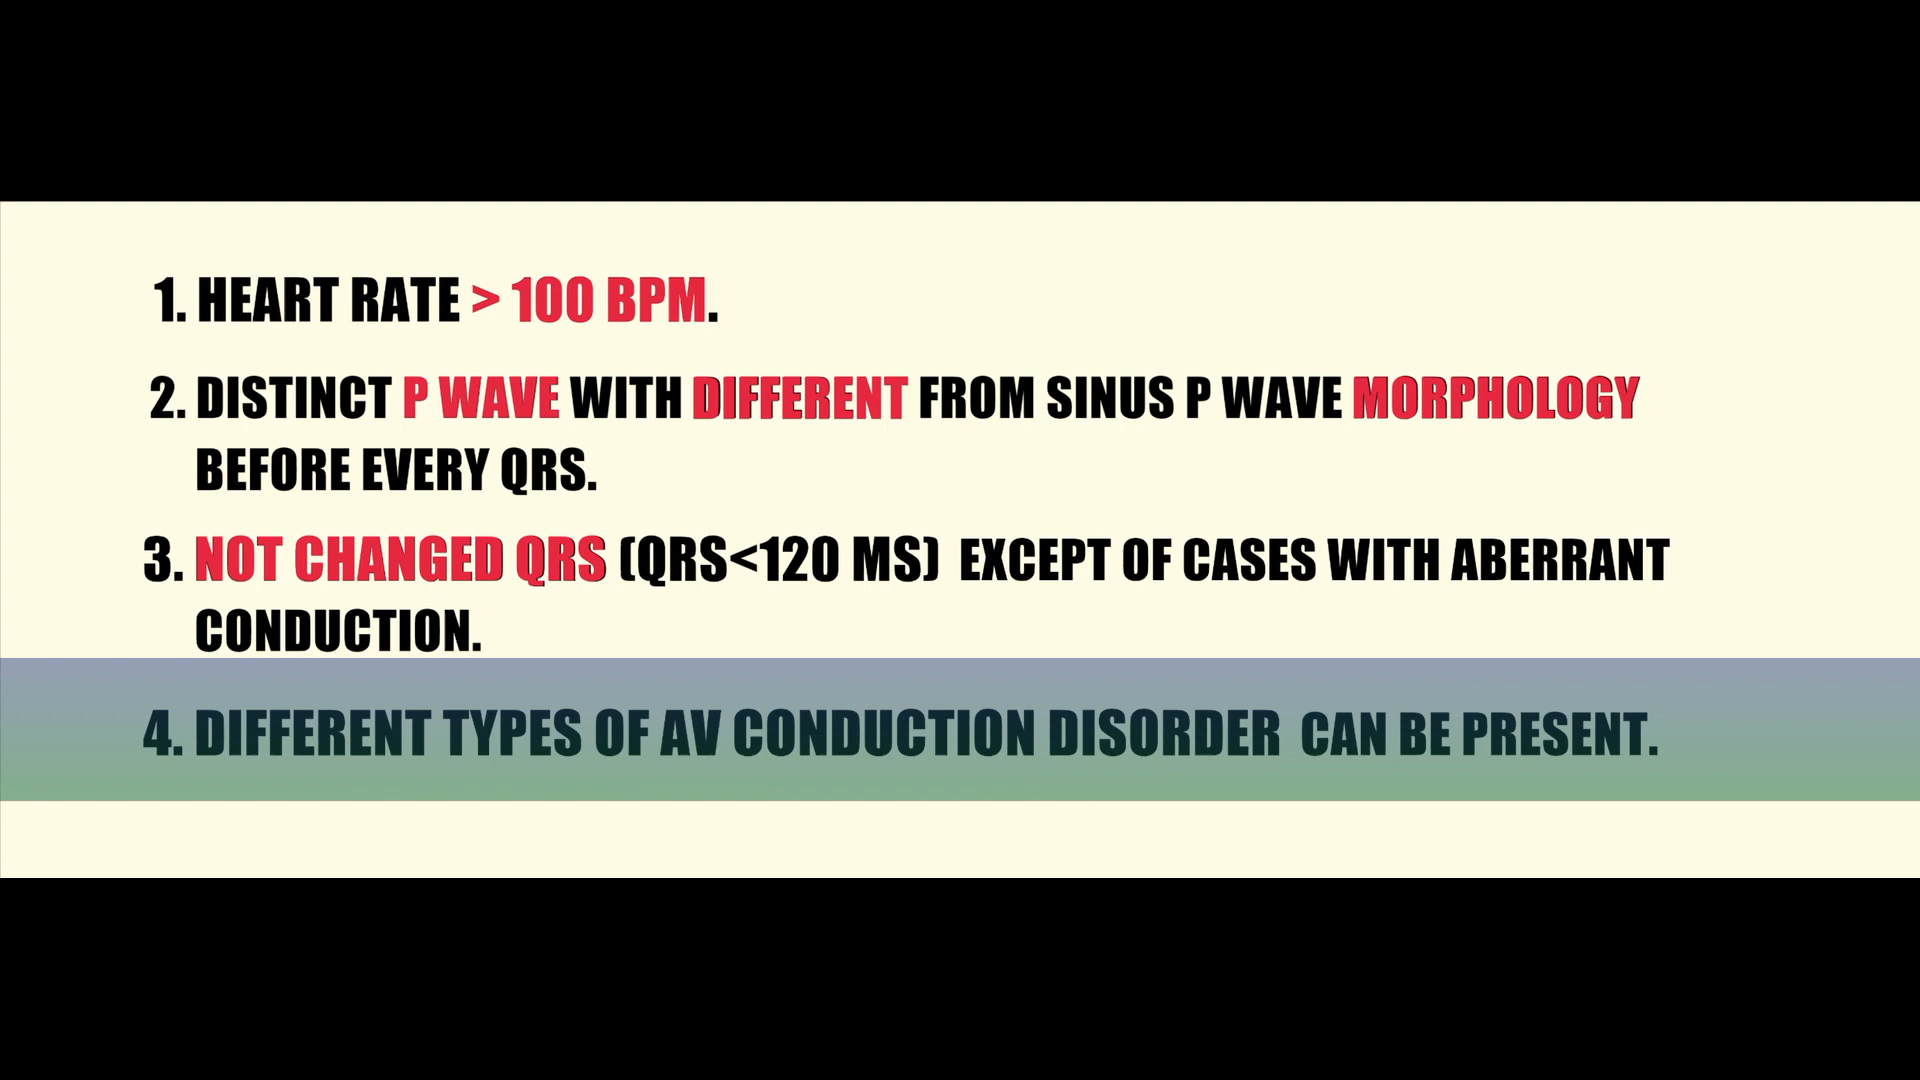 1. HEART RATE > 100 BPM.
2. DISTINCT P WAVE WITH DIFFERENT FROM SINUS P WAVE MORPHOLOGY
BEFORE EVERY QRS.
3. NOT CHANGED QRS (QRS<120 MS) EXCEPT OF CASES WITH ABERRANT
CONDUCTION.
4. DIFFERENT TYPES OF AV CONDUCTION DISORDER CAN BE PRESENT.